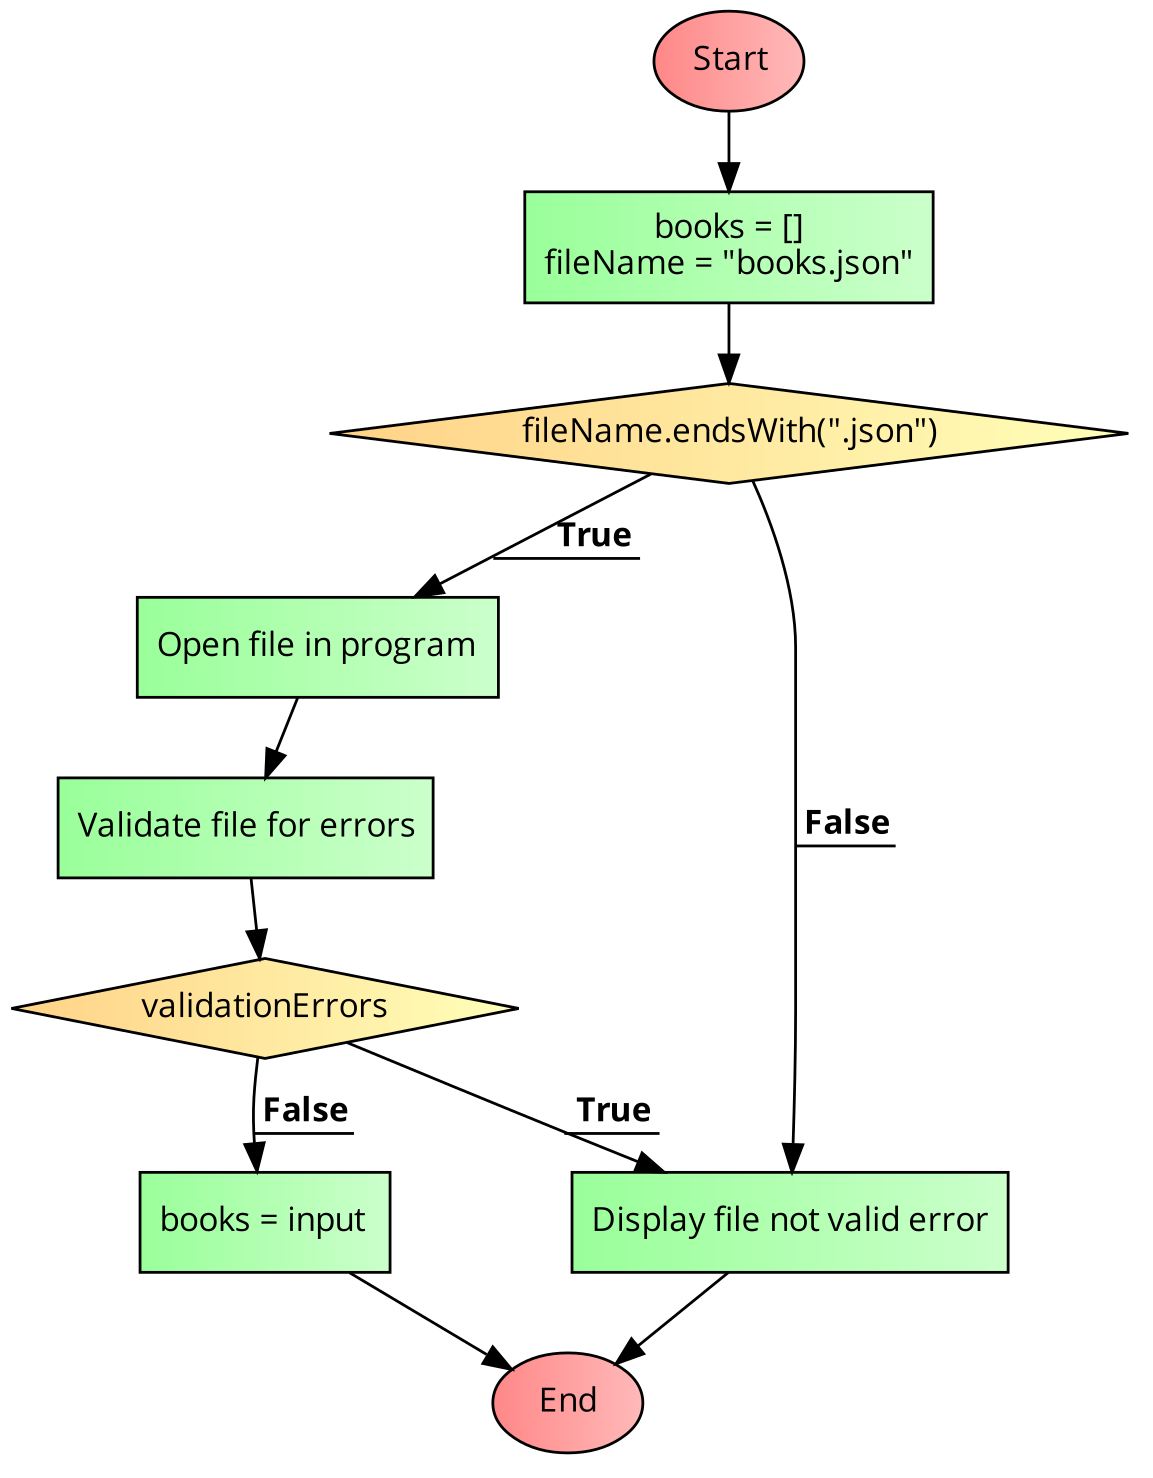 Start
books = []
fileName = "books.json"
fileName.endsWith(".json")
True
Open file in program
Validate file for errors
False
validationErrors
False
True
books = input
Display file not valid error
End